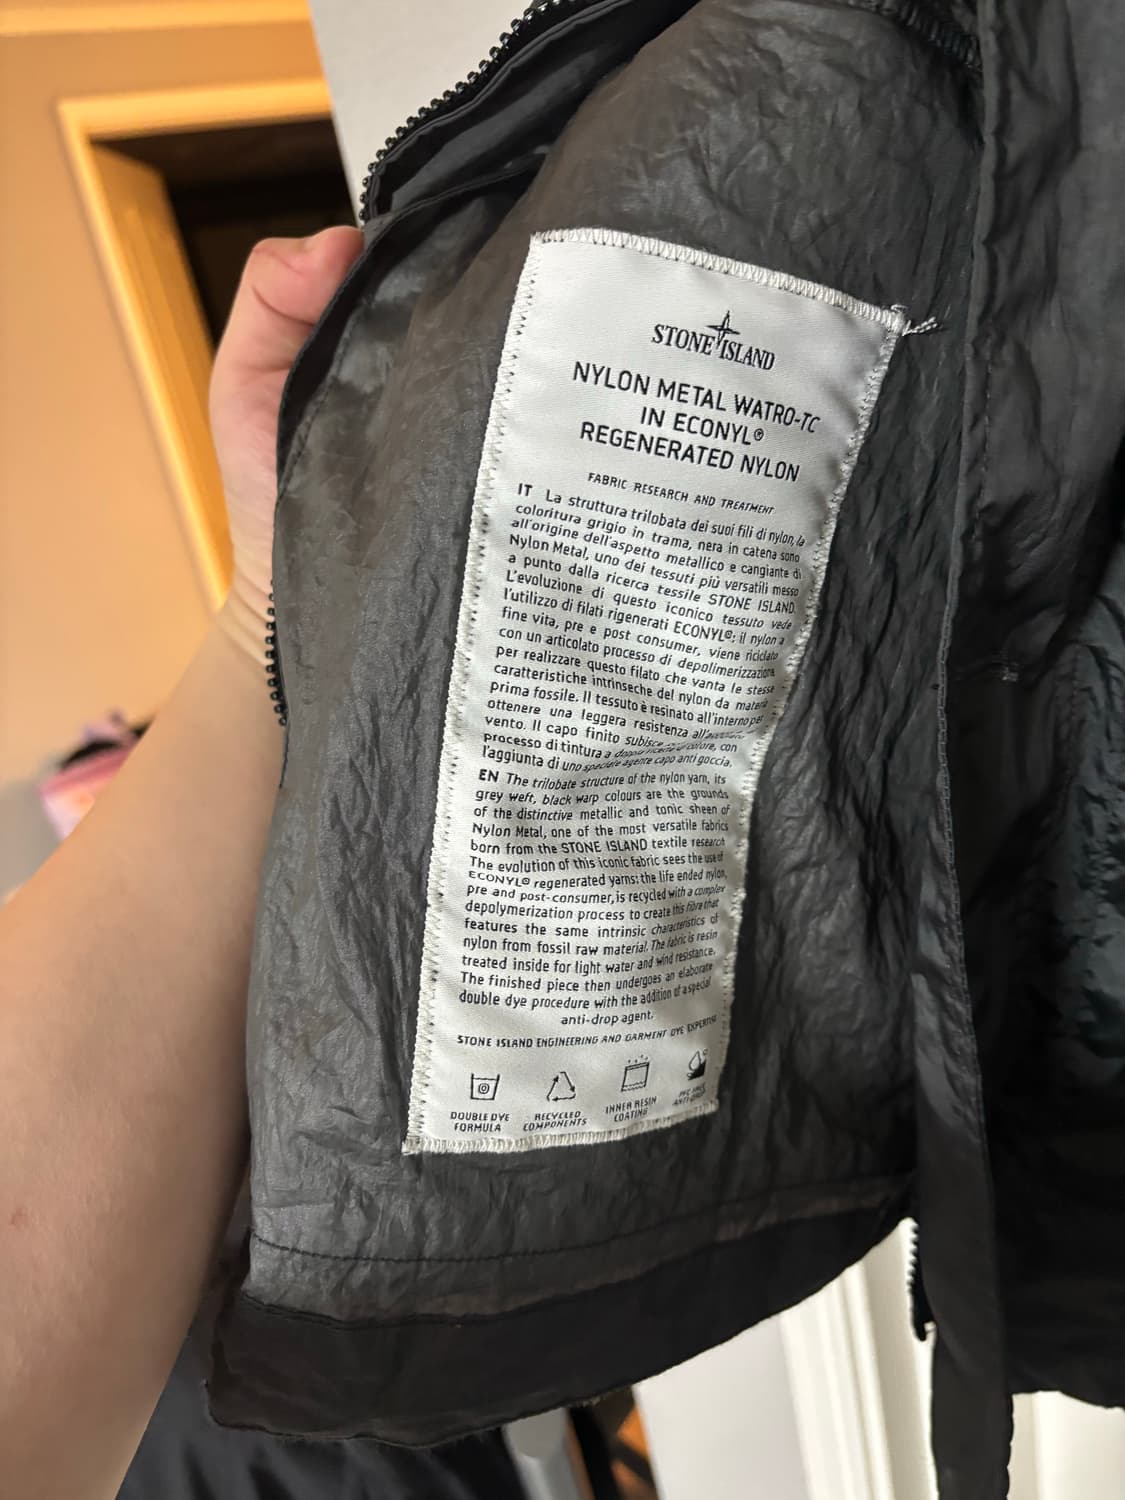 STONE ISLAND
NYLON METAL WATRO-TC
IN ECONYL®
REGENERATED NYLON
FABRIC RESEARCH AND TREATMENT
IT La struttura trilobata dei suoi fili di nylon, la
coloritura grigio in trama, nera in catena sono
all'origine dell'aspetto metallico e cangiante di
Nylon Metal, uno dei tessuti più versatili messo
a punto dalla ricerca tessile STONE ISLAND.
L'evoluzione di questo iconico tessuto vede
l'utilizzo di filati rigenerati ECONYL®: il nylon a
fine vita, pre e post consumer, viene riciclato
con un articolato processo di depolimerizzazione
per realizzare questo filato che vanta le stesse
caratteristiche intrinseche del nylon da materia
prima fossile. Il tessuto è resinato all'interno per
ottenere una leggera resistenza
vento. Il capo finito subisce
processo di tintura a doppia ricetta colore, con
l'aggiunta di uno speciale agente capo anti goccia.
EN The trilobate structure of the nylon yarn, its
grey weft, black warp colours are the grounds
of the distinctive metallic and tonic sheen of
Nylon Metal, one of the most versatile fabrics
born from the STONE ISLAND textile research
The evolution of this iconic fabric sees the use of
ECONYL® regenerated yarns: the life ended nylon,
pre and post-consumer, is recycled with a complex
depolymerization process to create this fibre that
features the same intrinsic characteristics of
nylon from fossil raw material. The fabric is resin
treated inside for light water and wind resistance.
The finished piece then undergoes an elaborate
double dye procedure with the addition of a special
anti-drop agent.
STONE ISLAND ENGINEERING AND GARMENT DYE EXPERTISE
DOUBLE DYE RECYCLED INNER RESIN PFC FREE
FORMULA COMPONENTS COATING